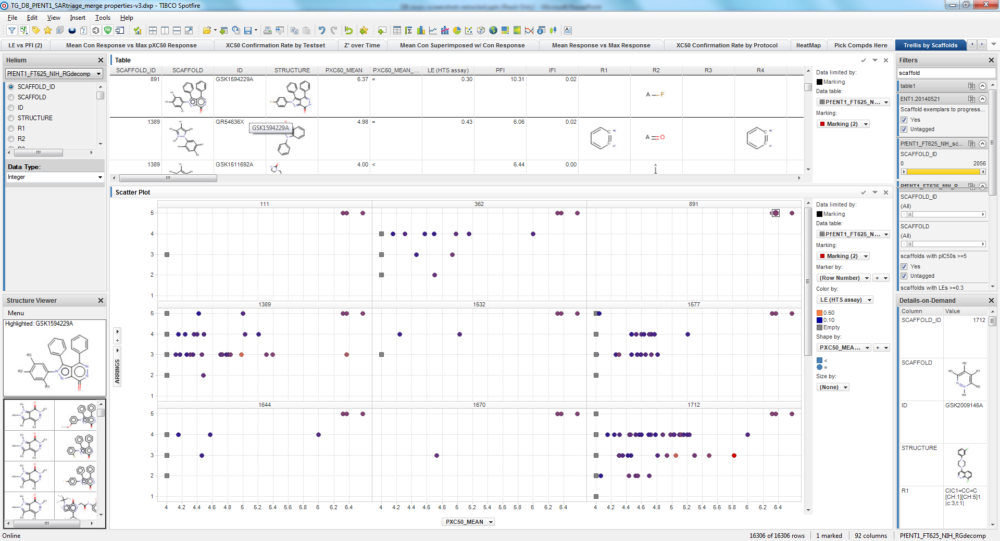 TG_DB_PfENT1_SARtriage_merge properties-v3.dxp - TIBCO Spotfire
File Edit View Insert Tools Help
LE vs PFI (2) Mean Con Response vs Max pXC50 Response XC50 Confirmation Rate by Testset Z' over Time Mean Con Superimposed w/ Con Response Mean Response vs Max Response XC50 Confirmation Rate by Protocol HeatMap Pick Compds Here Trellis by Scaffolds
Helium
PfENT1_FT625_NIH_RGdecomp
SCAFFOLD_ID
SCAFFOLD
ID
STRUCTURE
R1
R2
Data Type:
Integer
Structure Viewer
Menu
Highlighted: GSK1594229A
R3
R2
R1
Table
SCAFFOLD_ID SCAFFOLD ID STRUCTURE PXC50_MEAN PXC50_MEAN_... LE (HTS assay) PFI IFI R1 R2 R3 R4
891 GSK1594229A 6.37 = 0.30 10.31 0.02
A F
1389 GR54636X 4.98 = 0.43 6.06 0.02
GSK1594229A
A O
1389 GSK1511692A 4.00 < 6.44 0.00
Data limited by:
Marking
Data table:
PfENT1_FT625_N...
Marking:
Marking (2)
Scatter Plot
111 362 891
5
4
3
2
1
1389 1532 1577
5
4
3
2
1
1644 1670 1712
5
4
3
2
1
4 4.2 4.4 4.6 4.8 5 5.2 5.4 5.6 5.8 6 6.2 6.4 4 4.2 4.4 4.6 4.8 5 5.2 5.4 5.6 5.8 6 6.2 6.4 4 4.2 4.4 4.6 4.8 5 5.2 5.4 5.6 5.8 6 6.2 6.4
ARRINGS
+
PXC50_MEAN
Data limited by:
Marking
Data table:
PfENT1_FT625_N...
Marking:
Marking (2)
Marker by:
(Row Number) +
Color by:
LE (HTS assay)
0.50
0.10
Empty
Shape by:
PXC50_MEA... +
<
=
Size by:
(None)
Filters
scaffold
table1
ENT1.20140521
Scaffold exemplars to progress...
Yes
Untagged
PfENT1_FT625_NIH_sc...
SCAFFOLD_ID
0 2056
PfENT1_FT625_NIH_R...
SCAFFOLD_ID
(All)
SCAFFOLD
(All)
scaffolds with pIC50s >=5
Yes
Untagged
scaffolds with LEs >=0.3
Details-on-Demand
Column Value
SCAFFOLD_ID 1712
SCAFFOLD
ID GSK2009146A
STRUCTURE
R1 ClC1=CC=C
[CH:1][CH:5]1
|c:3,t:1|
Online 16306 of 16306 rows 1 marked 92 columns PfENT1_FT625_NIH_RGdecomp